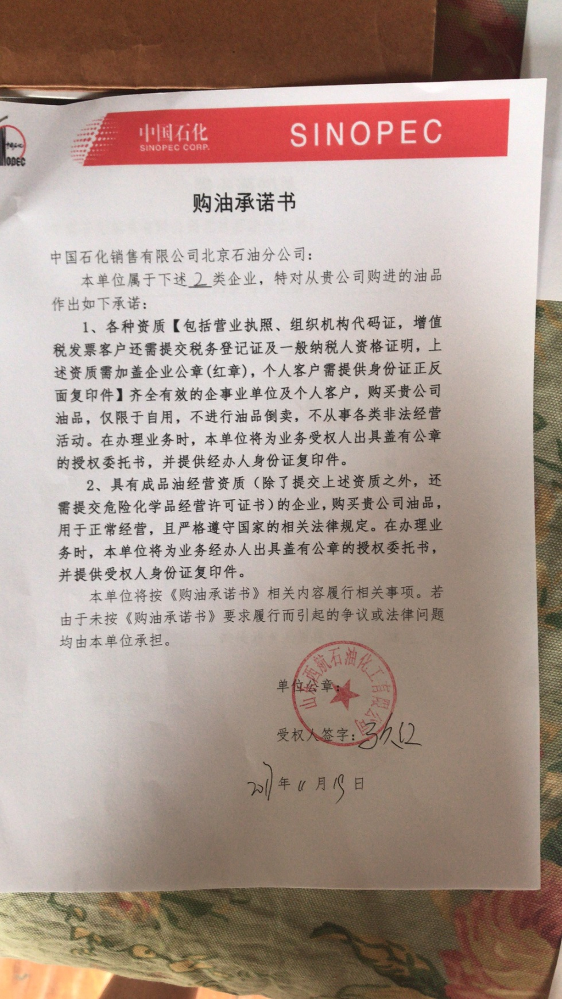 中国石化
SINOPEC CORP.
SINOPEC
OPEC
购油承诺书
中国石化销售有限公司北京石油分公司：
本单位属于下述 2 类企业，特对从贵公司购进的油品
作出如下承诺：
1、各种资质【包括营业执照、组织机构代码证，增值
税发票客户还需提交税务登记证及一般纳税人资格证明，上
述资质需加盖企业公章(红章)，个人客户需提供身份证正反
面复印件】齐全有效的企事业单位及个人客户，购买贵公司
油品，仅限于自用，不进行油品倒卖，不从事各类非法经营
活动。在办理业务时，本单位将为业务受权人出具盖有公章
的授权委托书，并提供经办人身份证复印件。
2、具有成品油经营资质（除了提交上述资质之外，还
需提交危险化学品经营许可证书）的企业，购买贵公司油品，
用于正常经营，且严格遵守国家的相关法律规定。在办理业
务时，本单位将为业务经办人出具盖有公章的授权委托书，
并提供受权人身份证复印件。
本单位将按《购油承诺书》相关内容履行相关事项。若
由于未按《购油承诺书》要求履行而引起的争议或法律问题
均由本单位承担。
单位公章：
山东西航石油化工有限公司
受权人签字：
2017年11月 日